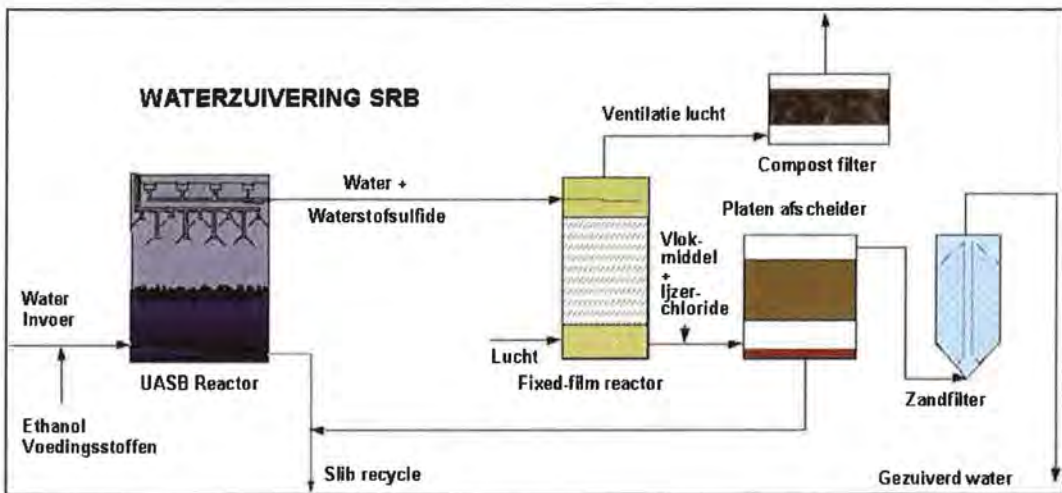 WATERZUIVERING SRB
Ventilatie lucht
Compost filter
Water +
Waterstofsulfide
Platen afscheider
Vlok-
middel
+
Ijzer-
chloride
Water
Invoer
Lucht
UASB Reactor
Fixed-film reactor
Zandfilter
Ethanol
Voedingsstoffen
Slib recycle
Gezuiverd water